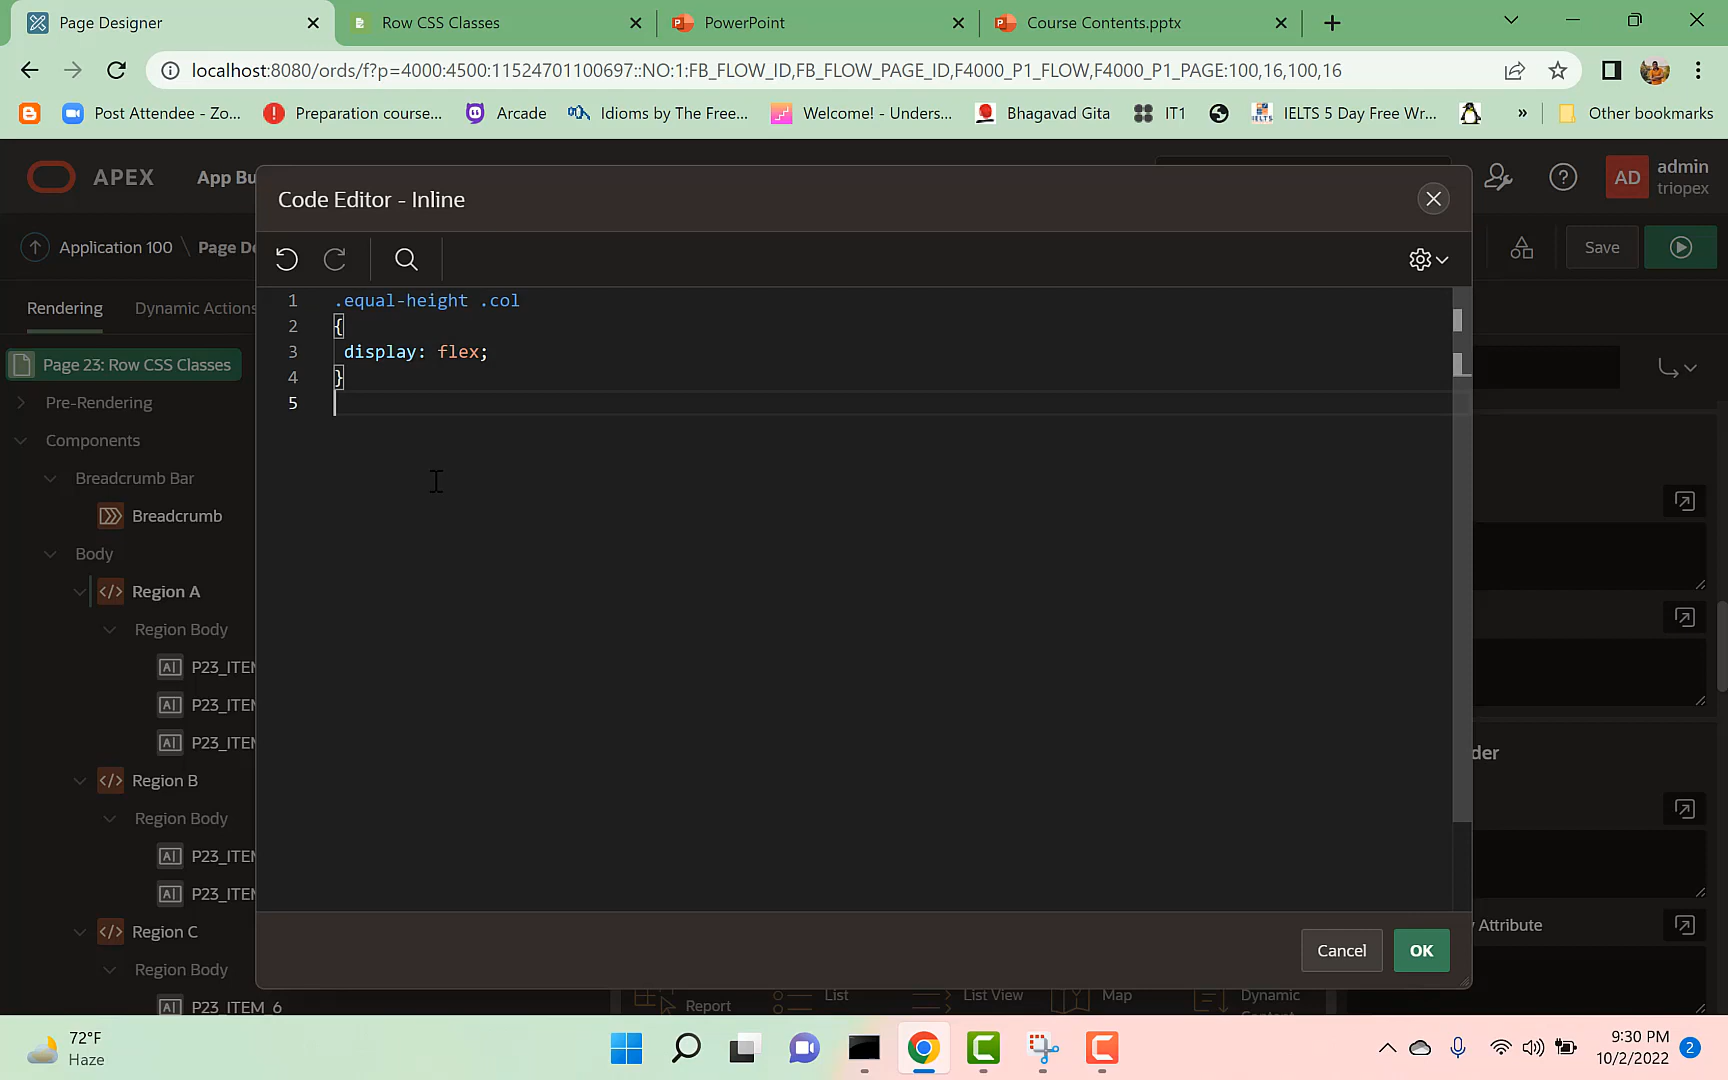 Page Designer
Row CSS Classes
PowerPoint
Course Contents.pptx
localhost:8080/ords/f?p=4000:4500:11524701100697::NO:1:FB_FLOW_ID,FB_FLOW_PAGE_ID,F4000_P1_FLOW,F4000_P1_PAGE:100,16,100,16
Post Attendee - Zo...
Preparation course...
Arcade
Idioms by The Free...
Welcome! - Unders...
Bhagavad Gita
IT1
IELTS 5 Day Free Wr...
»
Other bookmarks
APEX
App Bu
AD
admin
triopex
Code Editor - Inline
Application 100 \ Page De
Save
Rendering
Dynamic Actions
1 .equal-height .col
2 {
3 display: flex;
4 }
5
Page 23: Row CSS Classes
Pre-Rendering
Components
Breadcrumb Bar
Breadcrumb
Body
Region A
Region Body
P23_ITEM
P23_ITEM
P23_ITEM
Region B
Region Body
P23_ITEM
P23_ITEM
Region C
Region Body
P23_ITEM_6
der
Attribute
Cancel
OK
Report
List
List View
Map
Dynamic
72°F
Haze
9:30 PM
10/2/2022
2